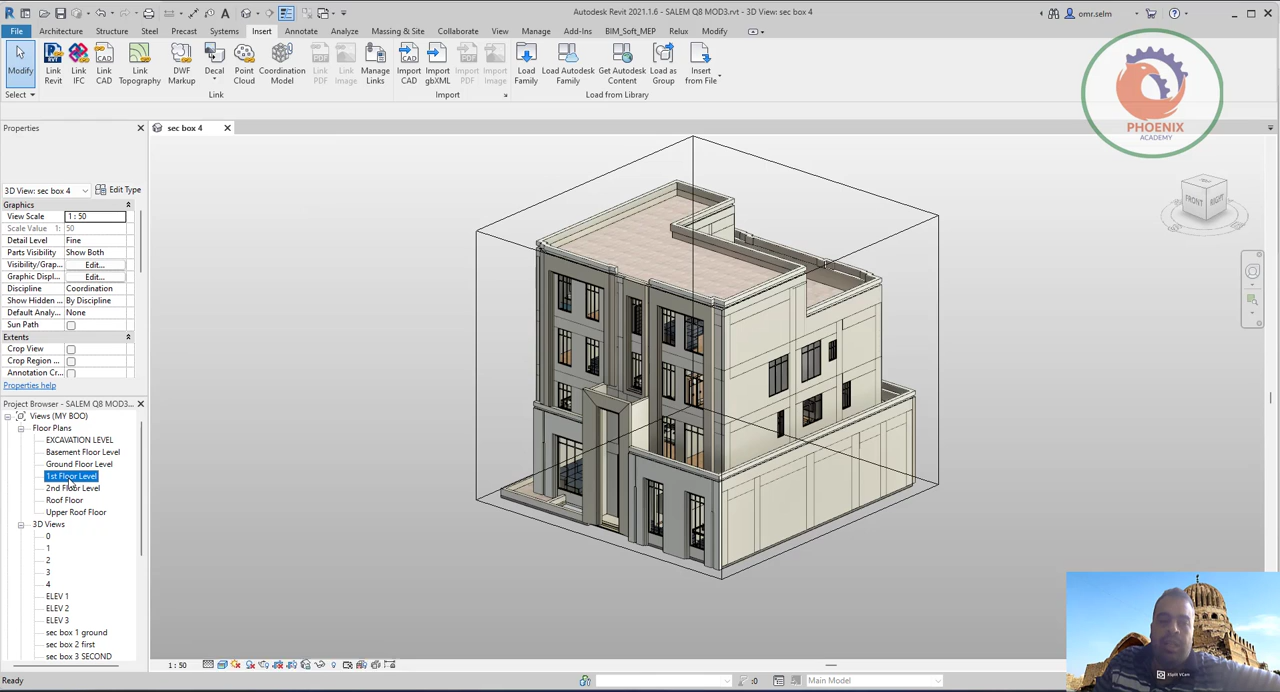 Autodesk Revit 2021.1.6 - SALEM Q8 MOD3.rvt - 3D View: sec box 4
omr.selm
File Architecture Structure Steel Precast Systems Insert Annotate Analyze Massing & Site Collaborate View Manage Add-Ins BIM_Soft_MEP Relux Modify
Modify
Link Revit
Link IFC
Link CAD
Link Topography
DWF Markup
Decal
Point Cloud
Coordination Model
Link PDF
Link Image
Manage Links
Import CAD
Import gbXML
Import PDF
Import Image
Load Family
Load Autodesk Family
Get Autodesk Content
Load as Group
Insert from File
Select Link Import Load from Library
PHOENIX
ACADEMY
Properties
sec box 4
3D View: sec box 4 Edit Type
Graphics
View Scale 1 : 50
Scale Value 1: 50
Detail Level Fine
Parts Visibility Show Both
Visibility/Grap... Edit...
Graphic Displ... Edit...
Discipline Coordination
Show Hidden ... By Discipline
Default Analy... None
Sun Path
Extents
Crop View
Crop Region ...
Annotation Cr...
Properties help
Project Browser - SALEM Q8 MOD3...
Views (MY BOO)
Floor Plans
EXCAVATION LEVEL
Basement Floor Level
Ground Floor Level
1st Floor Level
2nd Floor Level
Roof Floor
Upper Roof Floor
3D Views
0
1
2
3
4
ELEV 1
ELEV 2
ELEV 3
sec box 1 ground
sec box 2 first
sec box 3 SECOND
FRONT RIGHT
1 : 50
Ready
:0
Main Model
XSplit VCam